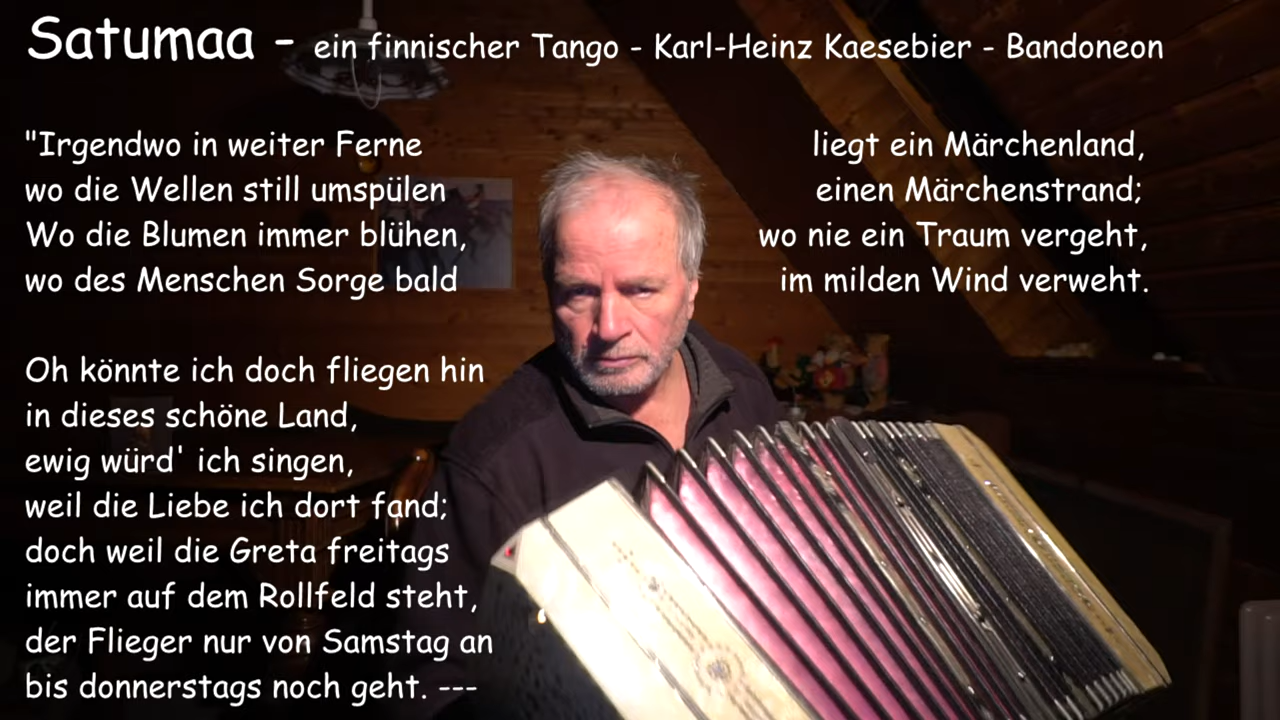 Satumaa - ein finnischer Tango - Karl-Heinz Kaesebier - Bandoneon
"Irgendwo in weiter Ferne liegt ein Märchenland,
wo die Wellen still umspülen einen Märchenstrand;
Wo die Blumen immer blühen, wo nie ein Traum vergeht,
wo des Menschen Sorge bald im milden Wind verweht.
Oh könnte ich doch fliegen hin
in dieses schöne Land,
ewig würd' ich singen,
weil die Liebe ich dort fand;
doch weil die Greta freitags
immer auf dem Rollfeld steht,
der Flieger nur von Samstag an
bis donnerstags noch geht. ---